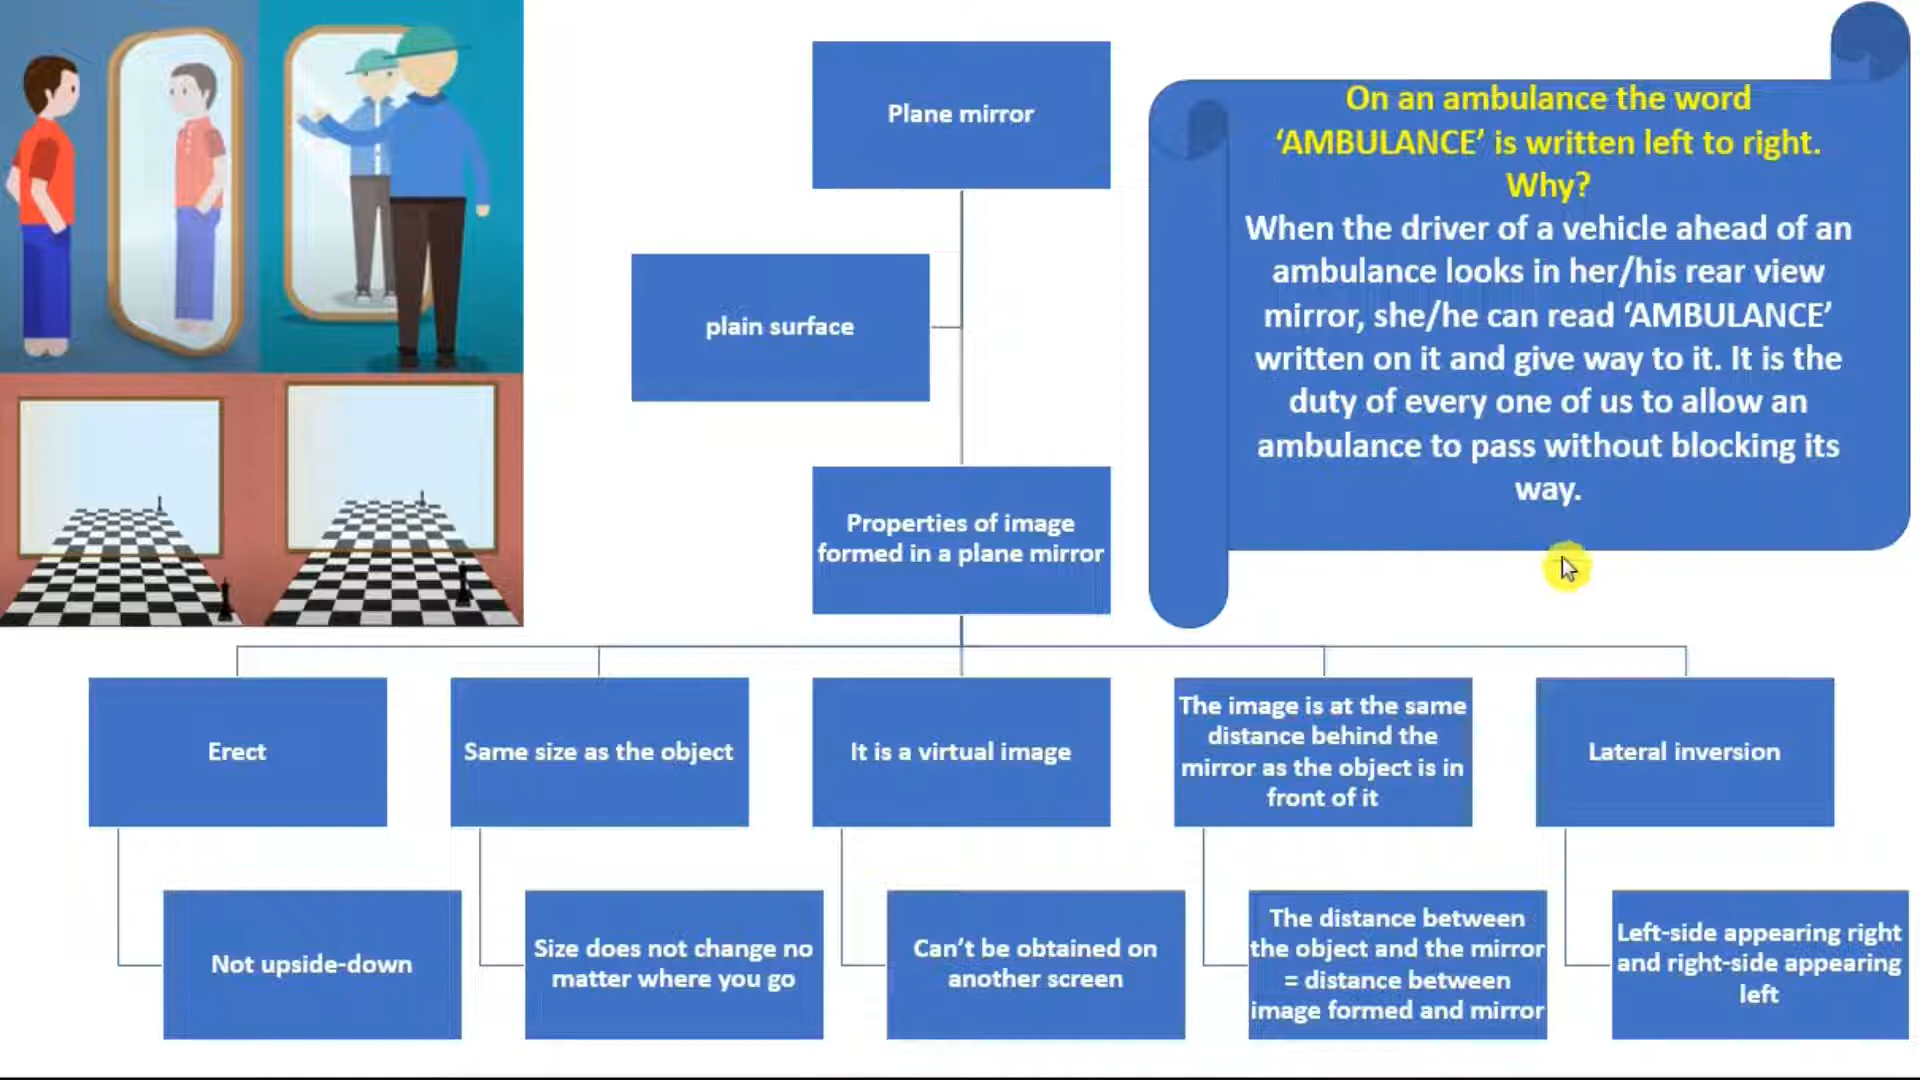 Plane mirror
On an ambulance the word
‘AMBULANCE’ is written left to right.
Why?
When the driver of a vehicle ahead of an
ambulance looks in her/his rear view
mirror, she/he can read ‘AMBULANCE’
written on it and give way to it. It is the
duty of every one of us to allow an
ambulance to pass without blocking its
way.
plain surface
Properties of image
formed in a plane mirror
Erect
Same size as the object
It is a virtual image
The image is at the same
distance behind the
mirror as the object is in
front of it
Lateral inversion
Not upside-down
Size does not change no
matter where you go
Can’t be obtained on
another screen
The distance between
the object and the mirror
= distance between
image formed and mirror
Left-side appearing right
and right-side appearing
left